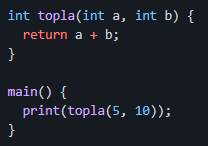 int topla(int a, int b) {
  return a + b;
}

main() {
  print(topla(5, 10));
}